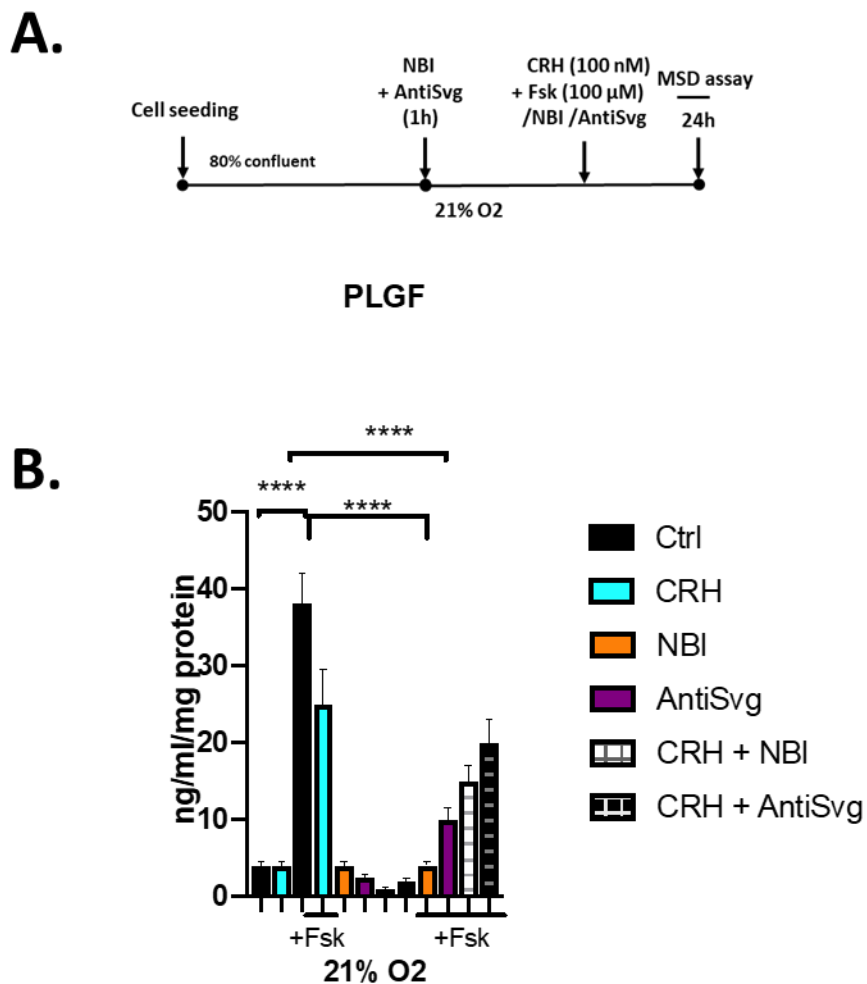 A.
Cell seeding
80% confluent
NBI
+ AntiSvg
(1h)
CRH (100 nM)
+ Fsk (100 µM)
/NBI /AntiSvg
MSD assay
24h
21% O2
PLGF
B.
****
****
****
ng/ml/mg protein
50
40
30
20
10
0
+Fsk
+Fsk
21% O2
Ctrl
CRH
NBI
AntiSvg
CRH + NBI
CRH + AntiSvg